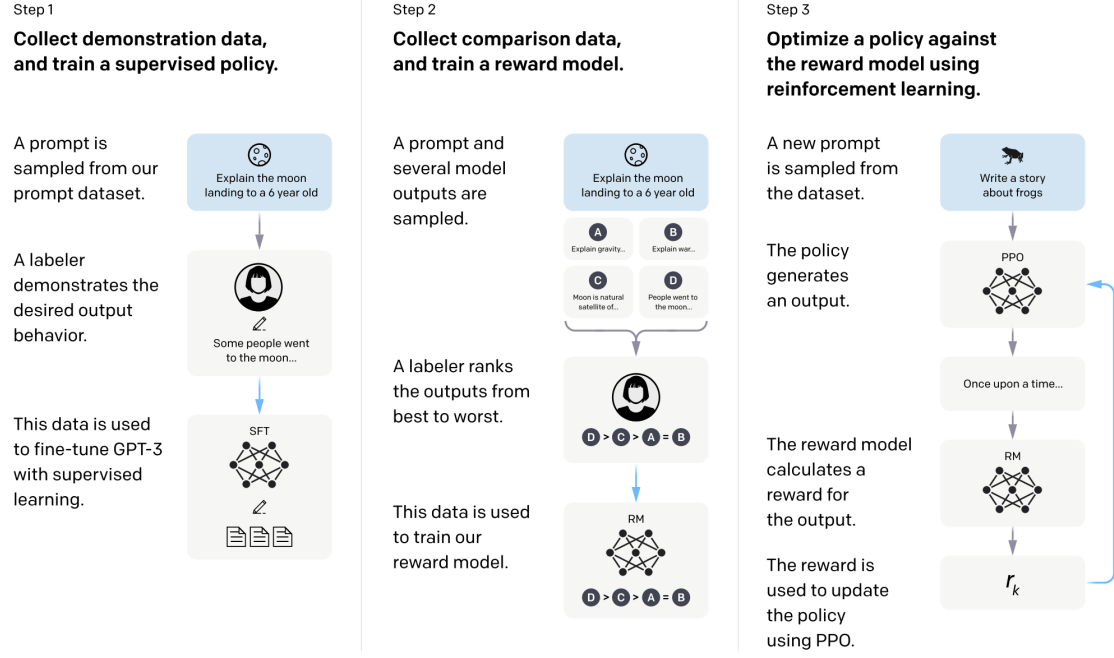 Step 1
Collect demonstration data,
and train a supervised policy.
A prompt is
sampled from our
prompt dataset.
Explain the moon
landing to a 6 year old
A labeler
demonstrates the
desired output
behavior.
Some people went
to the moon...
This data is used
to fine-tune GPT-3
with supervised
learning.
SFT
Step 2
Collect comparison data,
and train a reward model.
A prompt and
several model
outputs are
sampled.
Explain the moon
landing to a 6 year old
A
Explain gravity...
B
Explain war...
C
Moon is natural
satellite of...
D
People went to
the moon...
A labeler ranks
the outputs from
best to worst.
D > C > A = B
This data is used
to train our
reward model.
RM
D > C > A = B
Step 3
Optimize a policy against
the reward model using
reinforcement learning.
A new prompt
is sampled from
the dataset.
Write a story
about frogs
The policy
generates
an output.
PPO
Once upon a time...
The reward model
calculates a
reward for
the output.
RM
The reward is
used to update
the policy
using PPO.
r_k